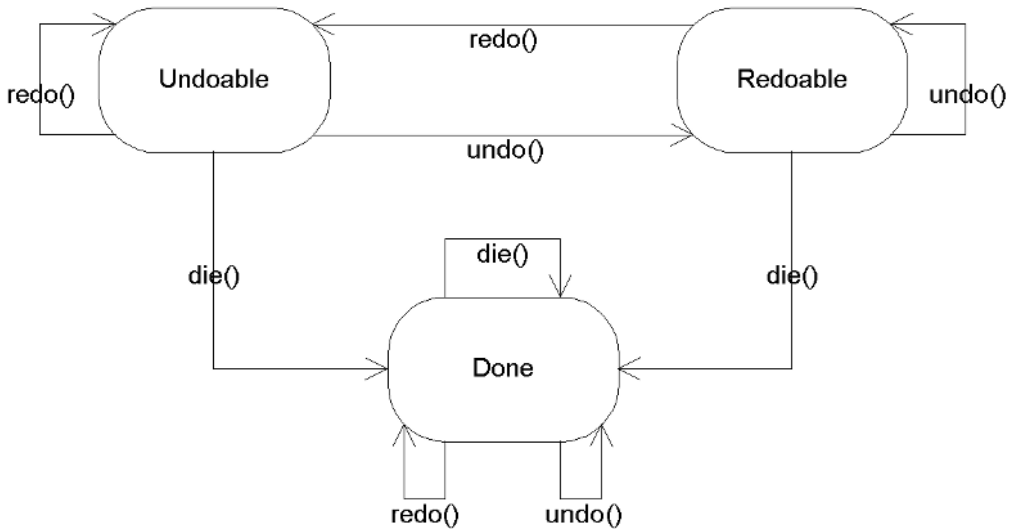 redo()
Undoable
Redoable
redo()
undo()
undo()
die()
die()
die()
Done
redo()
undo()